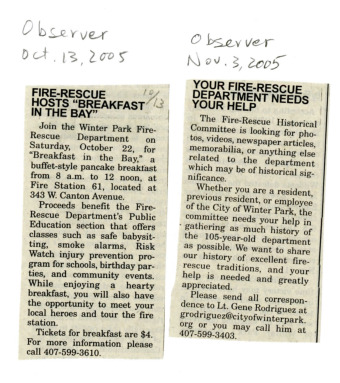 Observer
Oct. 13, 2005
FIRE-RESCUE
HOSTS "BREAKFAST
IN THE BAY"
10/13
Join the Winter Park Fire-
Rescue Department on
Saturday, October 22, for
"Breakfast in the Bay," a
buffet-style pancake breakfast
from 8 a.m. to 12 noon, at
Fire Station 61, located at
343 W. Canton Avenue.
Proceeds benefit the Fire-
Rescue Department's Public
Education section that offers
classes such as safe babysit-
ting, smoke alarms, Risk
Watch injury prevention pro-
gram for schools, birthday par-
ties, and community events.
While enjoying a hearty
breakfast, you will also have
the opportunity to meet your
local heroes and tour the fire
station.
Tickets for breakfast are $4.
For more information please
call 407-599-3610.
Observer
Nov. 3, 2005
YOUR FIRE-RESCUE
DEPARTMENT NEEDS
YOUR HELP
The Fire-Rescue Historical
Committee is looking for pho-
tos, videos, newspaper articles,
memorabilia, or anything else
related to the department
which may be of historical sig-
nificance.
Whether you are a resident,
previous resident, or employee
of the City of Winter Park, the
committee needs your help in
gathering as much history of
the 105-year-old department
as possible. We want to share
our history of excellent fire-
rescue traditions, and your
help is needed and greatly
appreciated.
Please send all correspon-
dence to Lt. Gene Rodriguez at
grodriguez@cityofwinterpark.
org or you may call him at
407-599-3403.